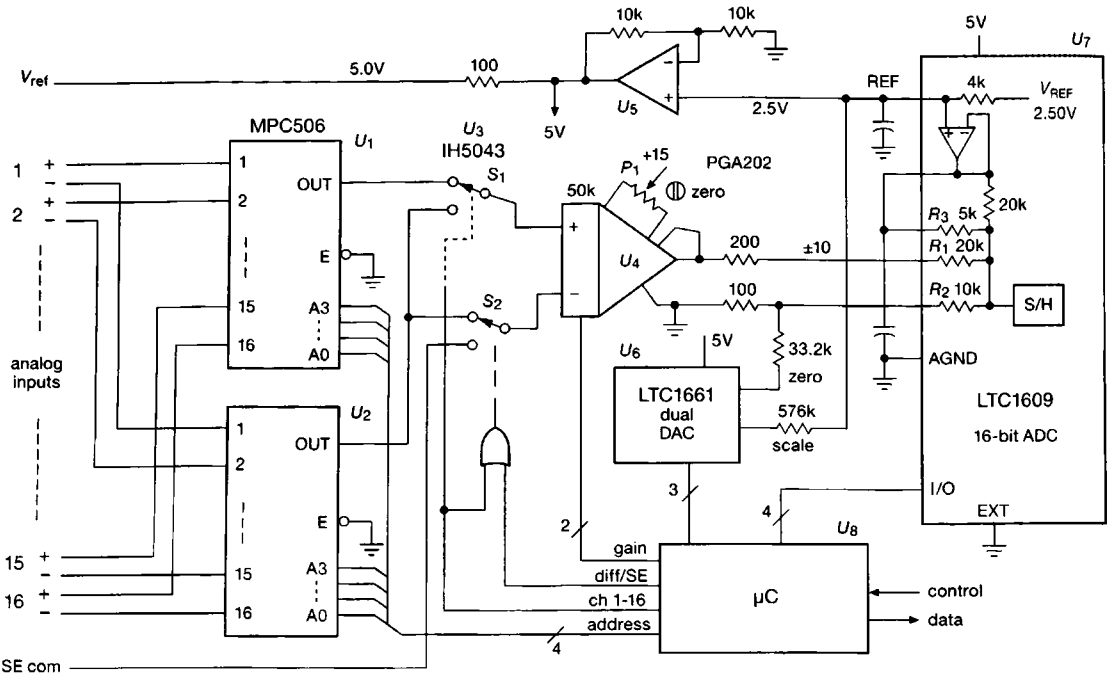 10k
10k
5V
U7
Vref
5.0V
100
U5
2.5V
REF
4k
VREF
2.50V
5V
MPC506
U1
U3
IH5043
S1
P1
+15
PGA202
zero
50k
1
+
−
2
+
−
1
2
OUT
E
A3
A0
15
16
analog
inputs
+
−
U4
200
±10
100
20k
R3 5k
R1 20k
R2 10k
S/H
S2
U6
5V
33.2k
zero
AGND
LTC1661
dual
DAC
576k
scale
LTC1609
16-bit ADC
U2
1
2
OUT
E
A3
A0
15
16
15
+
−
16
+
−
3
4
I/O
EXT
2
U8
gain
diff/SE
ch 1-16
address
µC
control
data
4
SE com
+
−
+
−